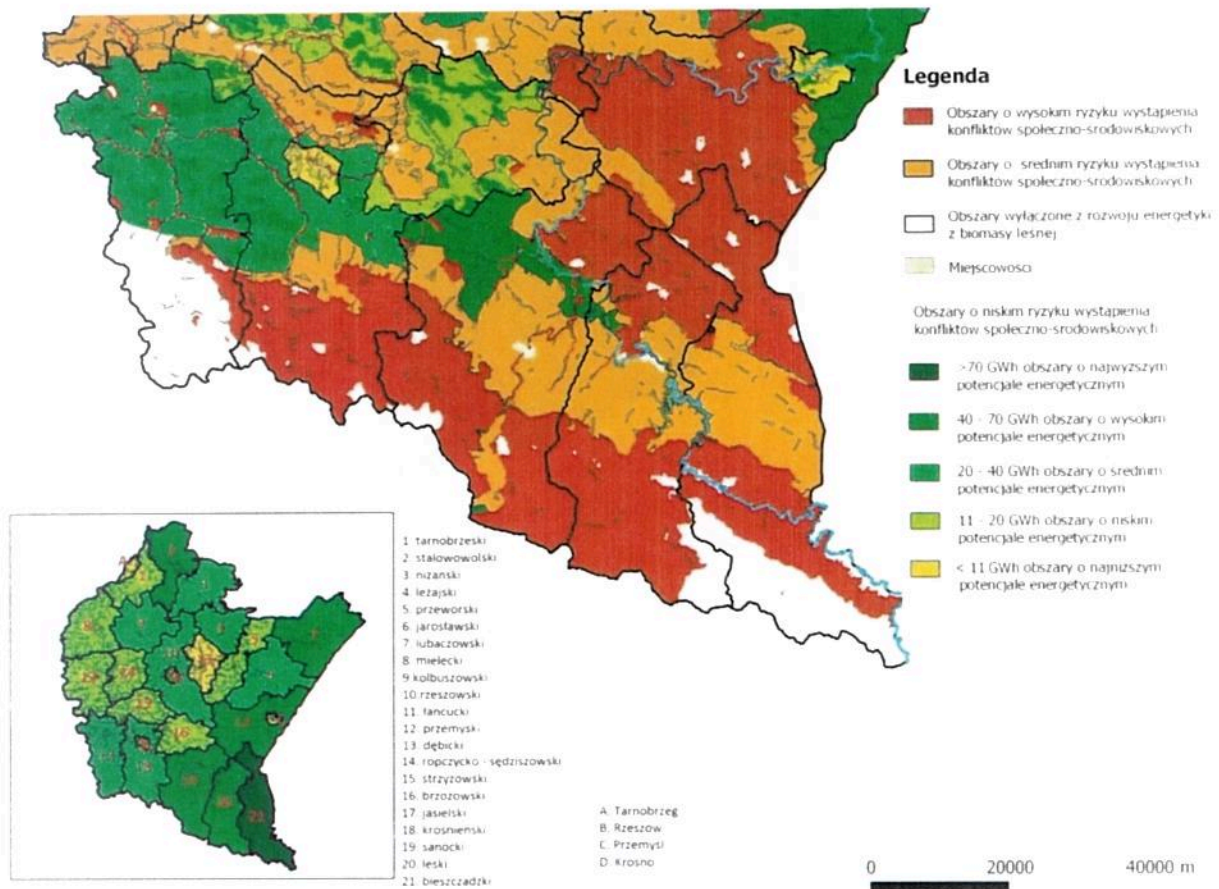 Legenda
Obszary o wysokim ryzyku wystąpienia
konfliktów społeczno-środowiskowych
Obszary o średnim ryzyku wystąpienia
konfliktów społeczno-środowiskowych
Obszary wyłączone z rozwoju energetyki
z biomasy leśnej
Miejscowości
Obszary o niskim ryzyku wystąpienia
konfliktów społeczno-środowiskowych
>70 GWh obszary o najwyższym
potencjale energetycznym
40 - 70 GWh obszary o wysokim
potencjale energetycznym
20 - 40 GWh obszary o średnim
potencjale energetycznym
11 - 20 GWh obszary o niskim
potencjale energetycznym
< 11 GWh obszary o najniższym
potencjale energetycznym
1. tarnobrzeski
2. stalowowolski
3. niżański
4. leżajski
5. przeworski
6. jarosławski
7. lubaczowski
8. mielecki
9 kolbuszowski
10. rzeszowski
11. łańcucki
12. przemyski
13. dębicki
14. ropczycko - sędziszowski
15. strzyżowski
16. brzozowski
17. jasielski
18. krośnieński
19. sanocki
20. leski
21. bieszczadzki
A. Tarnobrzeg
B. Rzeszów
C. Przemyśl
D. Krosno
0 20000 40000 m